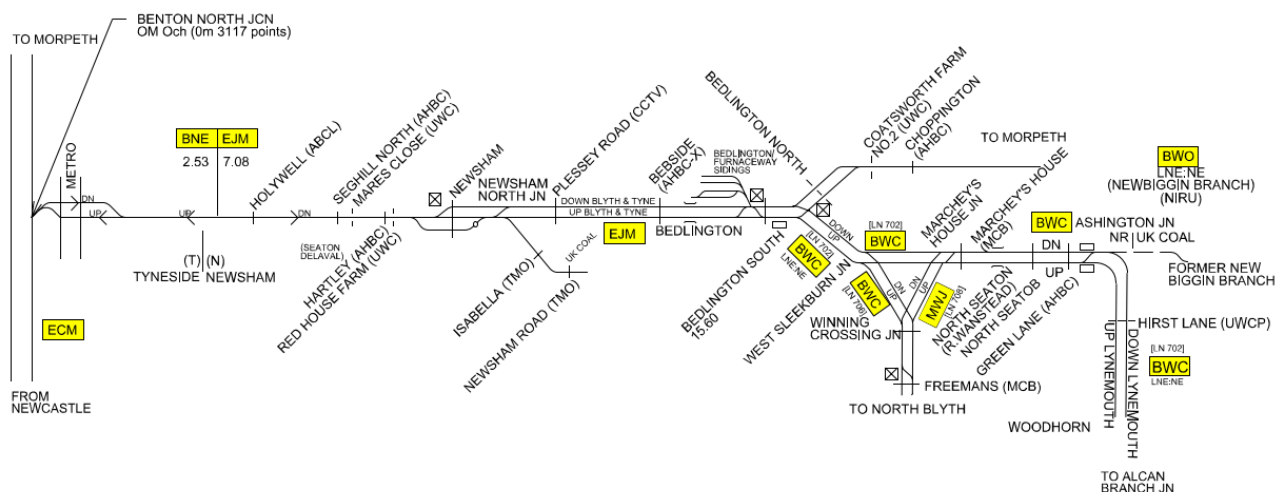 BENTON NORTH JCN
OM Och (0m 3117 points)
TO MORPETH
METRO
DN
UP
UP
DN
BNE EJM
2.53 7.08
(T) (N)
TYNESIDE NEWSHAM
ECM
FROM
NEWCASTLE
HOLYWELL (ABCL)
SEGHILL NORTH (AHBC)
MARES CLOSE (UWC)
(SEATON
DELAVAL)
HARTLEY (AHBC)
RED HOUSE FARM (UWC)
NEWSHAM
NEWSHAM
NORTH JN
ISABELLA (TMO)
UK COAL
NEWSHAM ROAD (TMO)
PLESSEY ROAD (CCTV)
DOWN BLYTH & TYNE
UP BLYTH & TYNE
EJM
BEBSIDE
(AHBC-X)
BEDLINGTON/
FURNACEWAY
SIDINGS
BEDLINGTON
BEDLINGTON NORTH
BEDLINGTON SOUTH
15.60
COATSWORTH FARM
NO.2 (UWC)
CHOPPINGTON
(AHBC)
TO MORPETH
DOWN
UP
[LN 702]
BWC
LNE:NE
[LN 702]
BWC
WEST SLEEKBURN JN
DN
UP
BWC
[LN 706]
DN
UP
MWJ
[LN 708]
WINNING
CROSSING JN
FREEMANS (MCB)
TO NORTH BLYTH
MARCHEY'S
HOUSE JN
MARCHEY'S HOUSE
(MCB)
NORTH SEATON
(R.WANSTEAD)
NORTH SEATOB
GREEN LANE (AHBC)
BWC
DN
UP
ASHINGTON JN
NR UK COAL
BWO
LNE:NE
(NEWBIGGIN BRANCH)
(NIRU)
FORMER NEW
BIGGIN BRANCH
HIRST LANE (UWCP)
[LN 702]
BWC
LNE:NE
UP LYNEMOUTH
DOWN LYNEMOUTH
WOODHORN
TO ALCAN
BRANCH JN